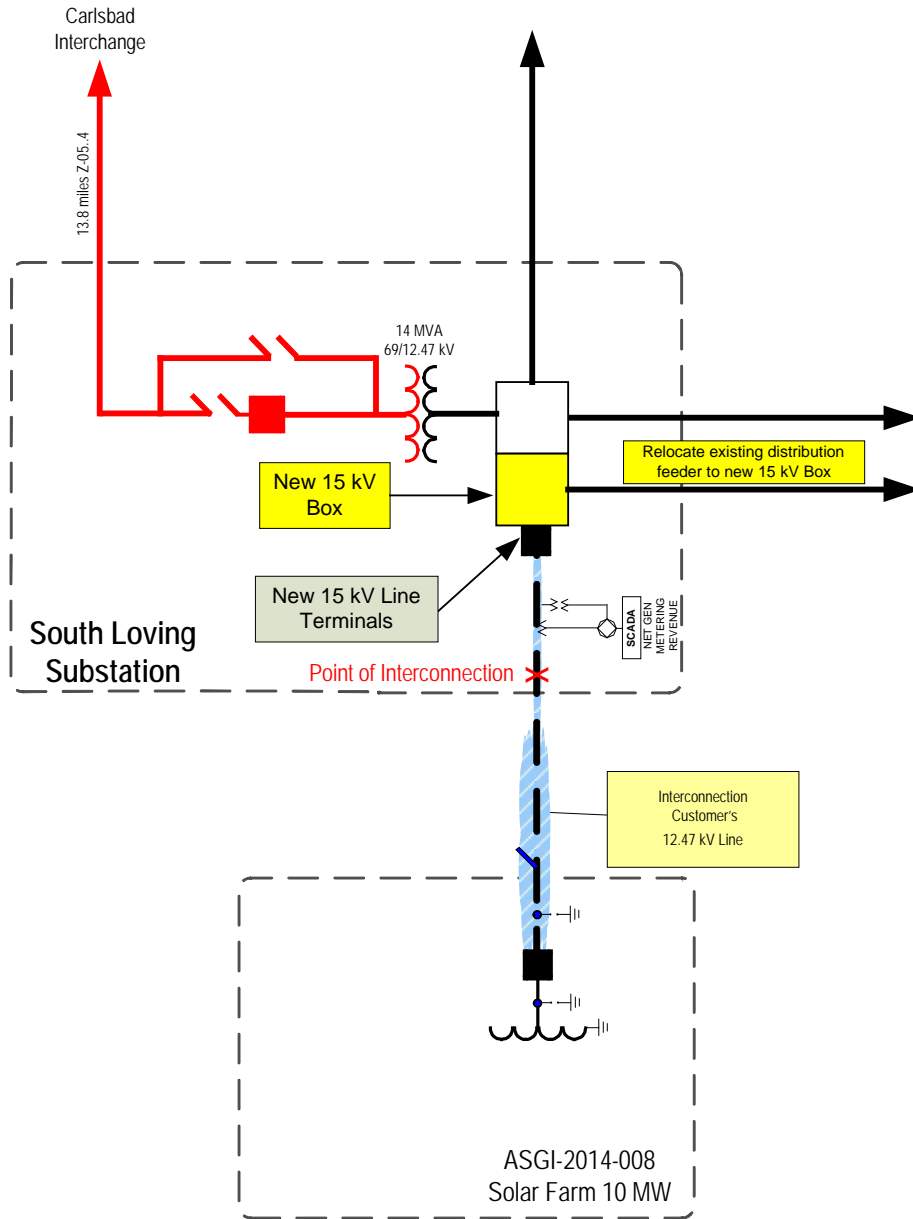 Carlsbad
Interchange
13.8 miles Z-05..4
14 MVA
69/12.47 kV
Relocate existing distribution
feeder to new 15 kV Box
New 15 kV
Box
New 15 kV Line
Terminals
SCADA
NET GEN
METERING
REVENUE
South Loving
Substation
Point of Interconnection
Interconnection
Customer's
12.47 kV Line
ASGI-2014-008
Solar Farm 10 MW